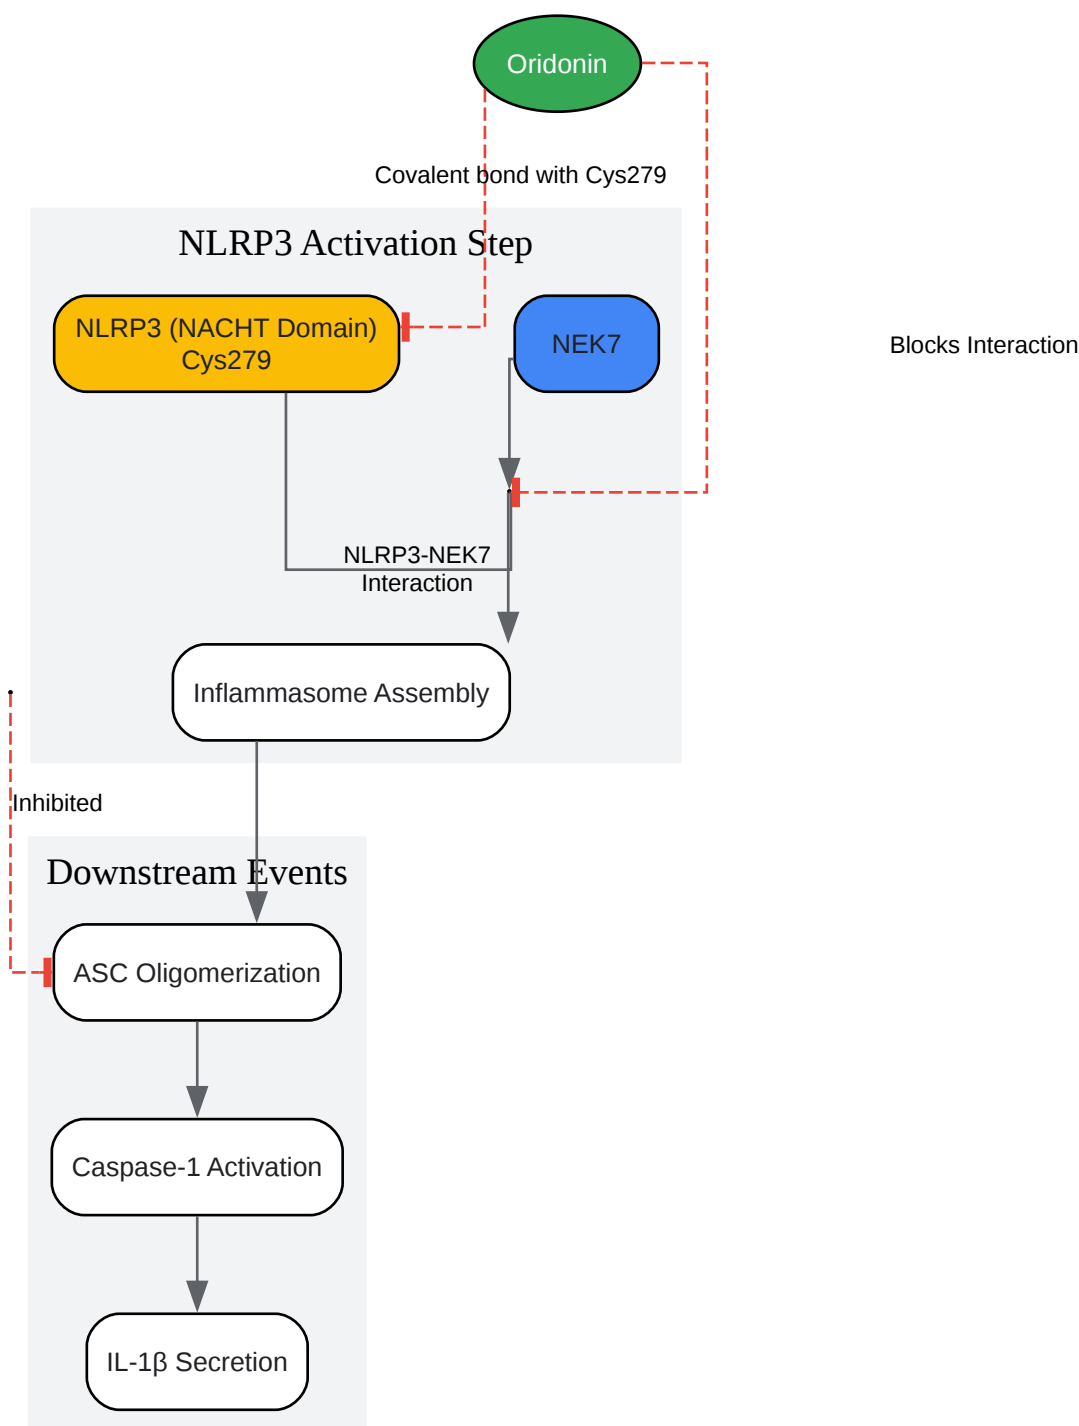 Oridonin
Covalent bond with Cys279
NLRP3 Activation Step
NLRP3 (NACHT Domain)
Cys279
NEK7
Blocks Interaction
NLRP3-NEK7
Interaction
Inflammasome Assembly
Inhibited
Downstream Events
ASC Oligomerization
Caspase-1 Activation
IL-1β Secretion